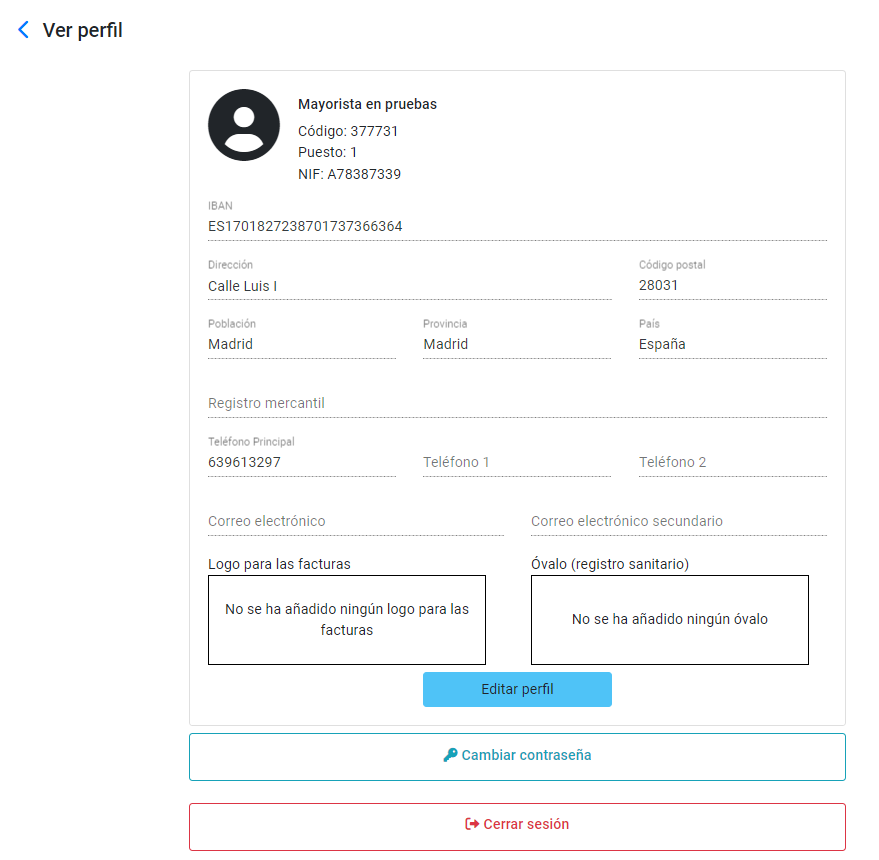 Ver perfil
Mayorista en pruebas
Código: 377731
Puesto: 1
NIF: A78387339
IBAN
ES1701827238701737366364
Dirección
Código postal
Calle Luis I
28031
Población
Provincia
País
Madrid
Madrid
España
Registro mercantil
Teléfono Principal
639613297
Teléfono 1
Teléfono 2
Correo electrónico
Correo electrónico secundario
Logo para las facturas
Óvalo (registro sanitario)
No se ha añadido ningún logo para las
facturas
No se ha añadido ningún óvalo
Editar perfil
Cambiar contraseña
Cerrar sesión